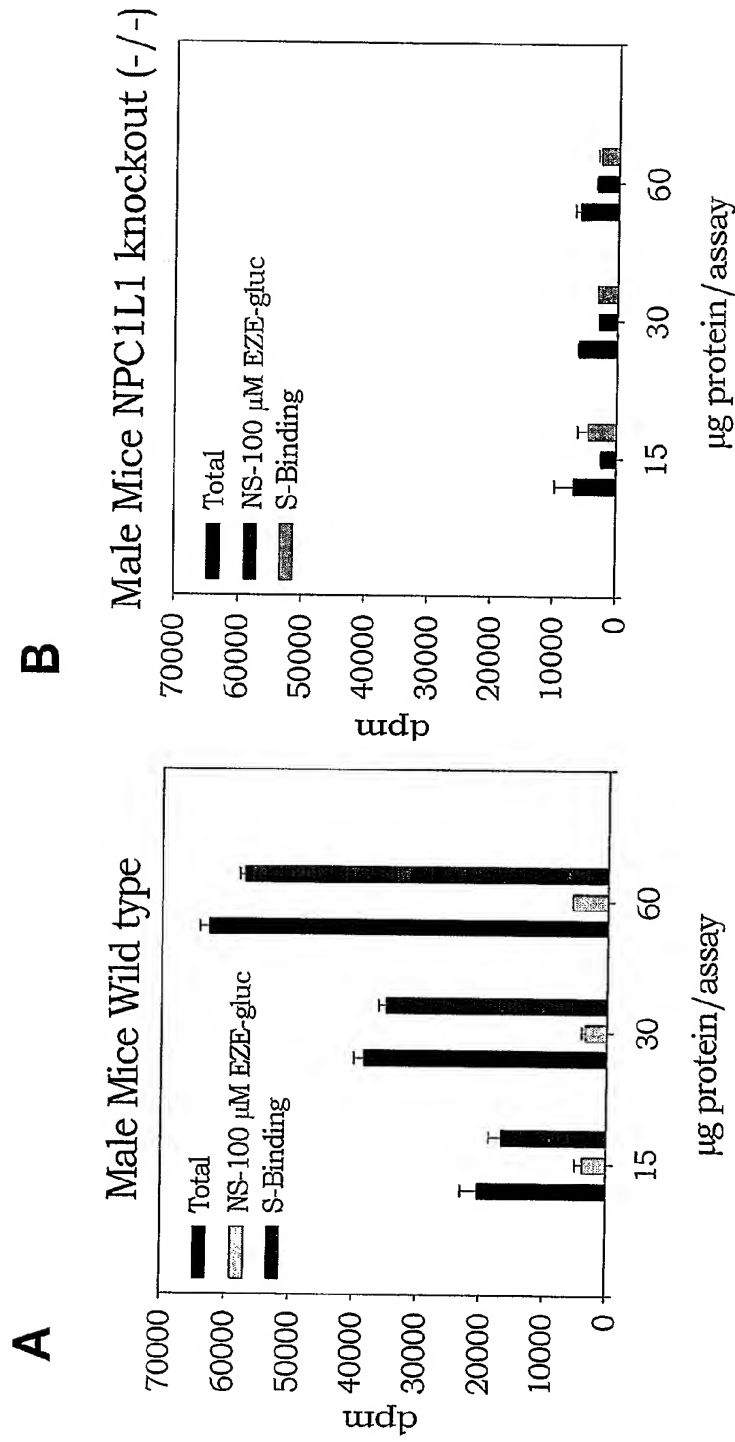 A
Male Mice Wild type
Total
NS-100 µM EZE-gluc
S-Binding
70000
60000
50000
40000
30000
20000
10000
0
dpm
15
30
60
µg protein/assay
B
Male Mice NPC1L1 knockout (-/-)
Total
NS-100 µM EZE-gluc
S-Binding
70000
60000
50000
40000
30000
20000
10000
0
dpm
15
30
60
µg protein/assay